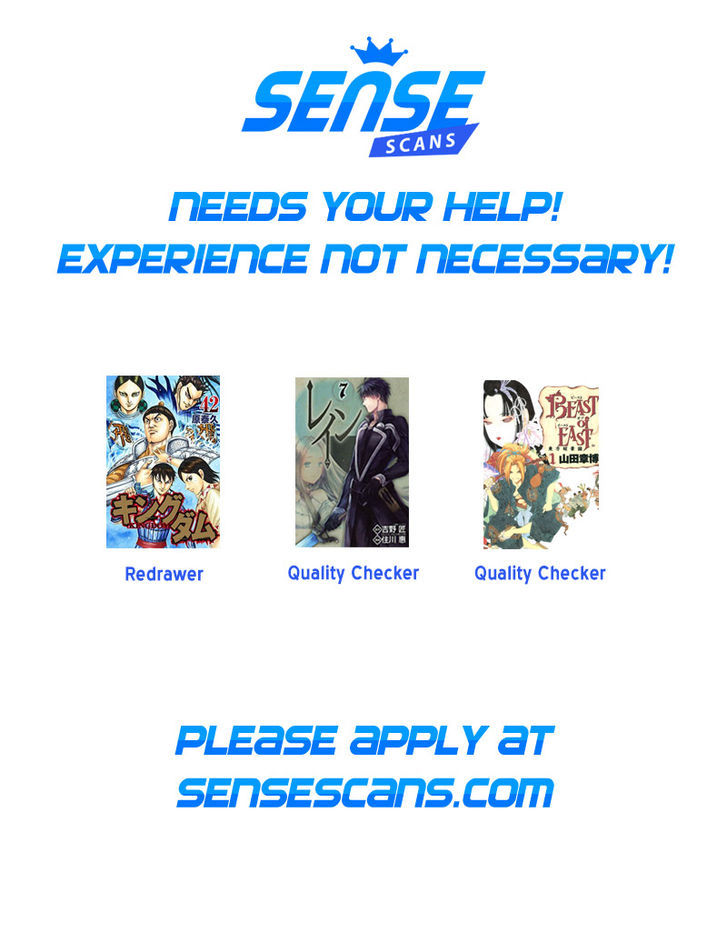 SENSE
SCANS
NEEDS YOUR HELP!
EXPERIENCE NOT NECESSARY!
42
原泰久
キングダム
Redrawer
7
レイン
吉野 匠
住川 惠
Quality Checker
BEAST
of
EAST
1 山田章博
Quality Checker
PLEASE APPLY AT
SENSESCANS.COM